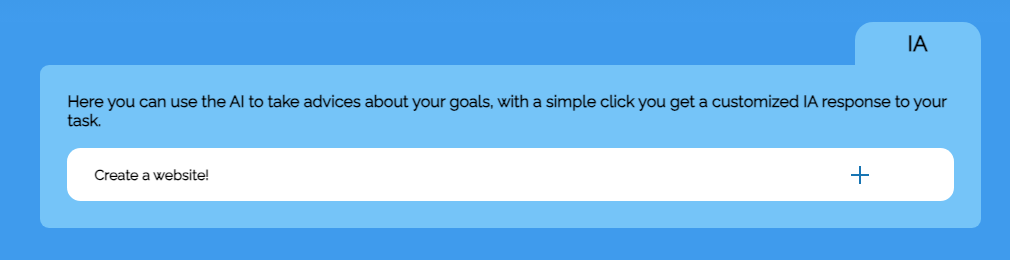 IA
Here you can use the AI to take advices about your goals, with a simple click you get a customized IA response to your
task.
Create a website!